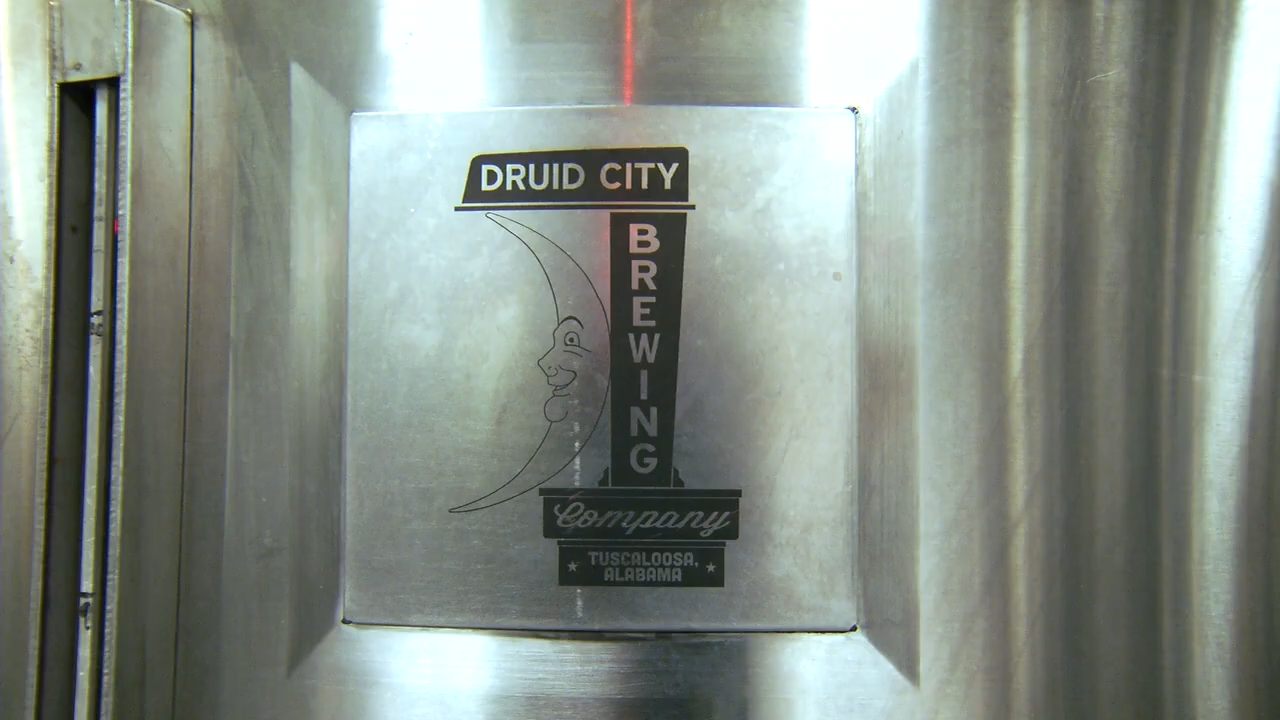 DRUID CITY
BREWING
Company
TUSCALOOSA,
ALABAMA